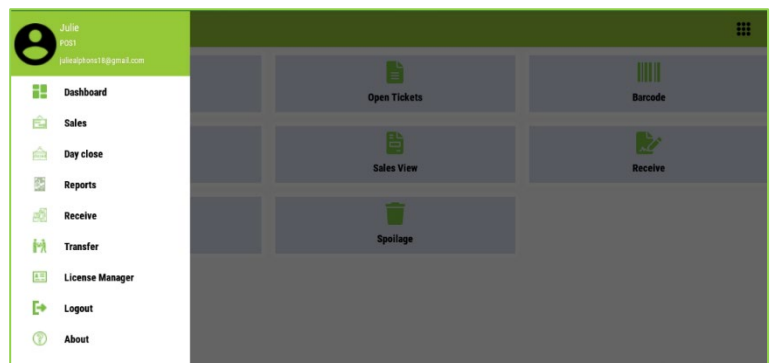 Julie
POS1
juliealphons18@gmail.com
Dashboard
Sales
Day close
Reports
Receive
Transfer
License Manager
Logout
About
Open Tickets
Barcode
Sales View
Receive
Spoilage